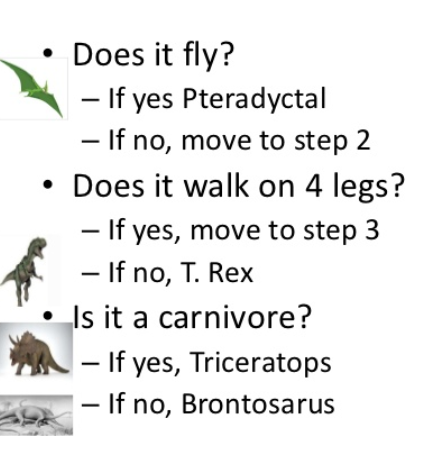 • Does it fly?
– If yes Pteradyctal
– If no, move to step 2
• Does it walk on 4 legs?
– If yes, move to step 3
– If no, T. Rex
• Is it a carnivore?
– If yes, Triceratops
– If no, Brontosarus